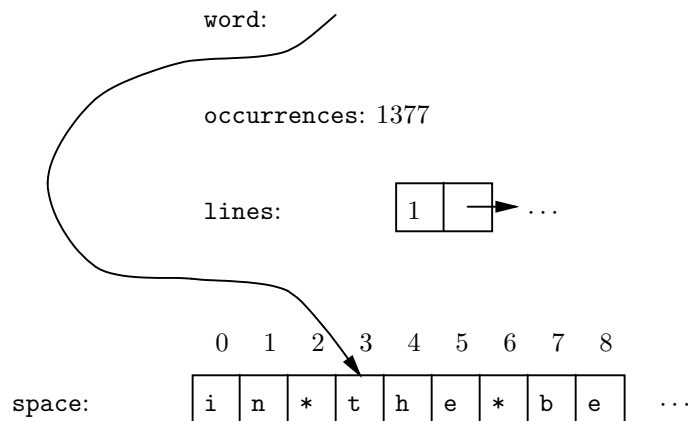 word:
occurrences: 1377
lines: 1 ...
0 1 2 3 4 5 6 7 8
space: i n * t h e * b e ...